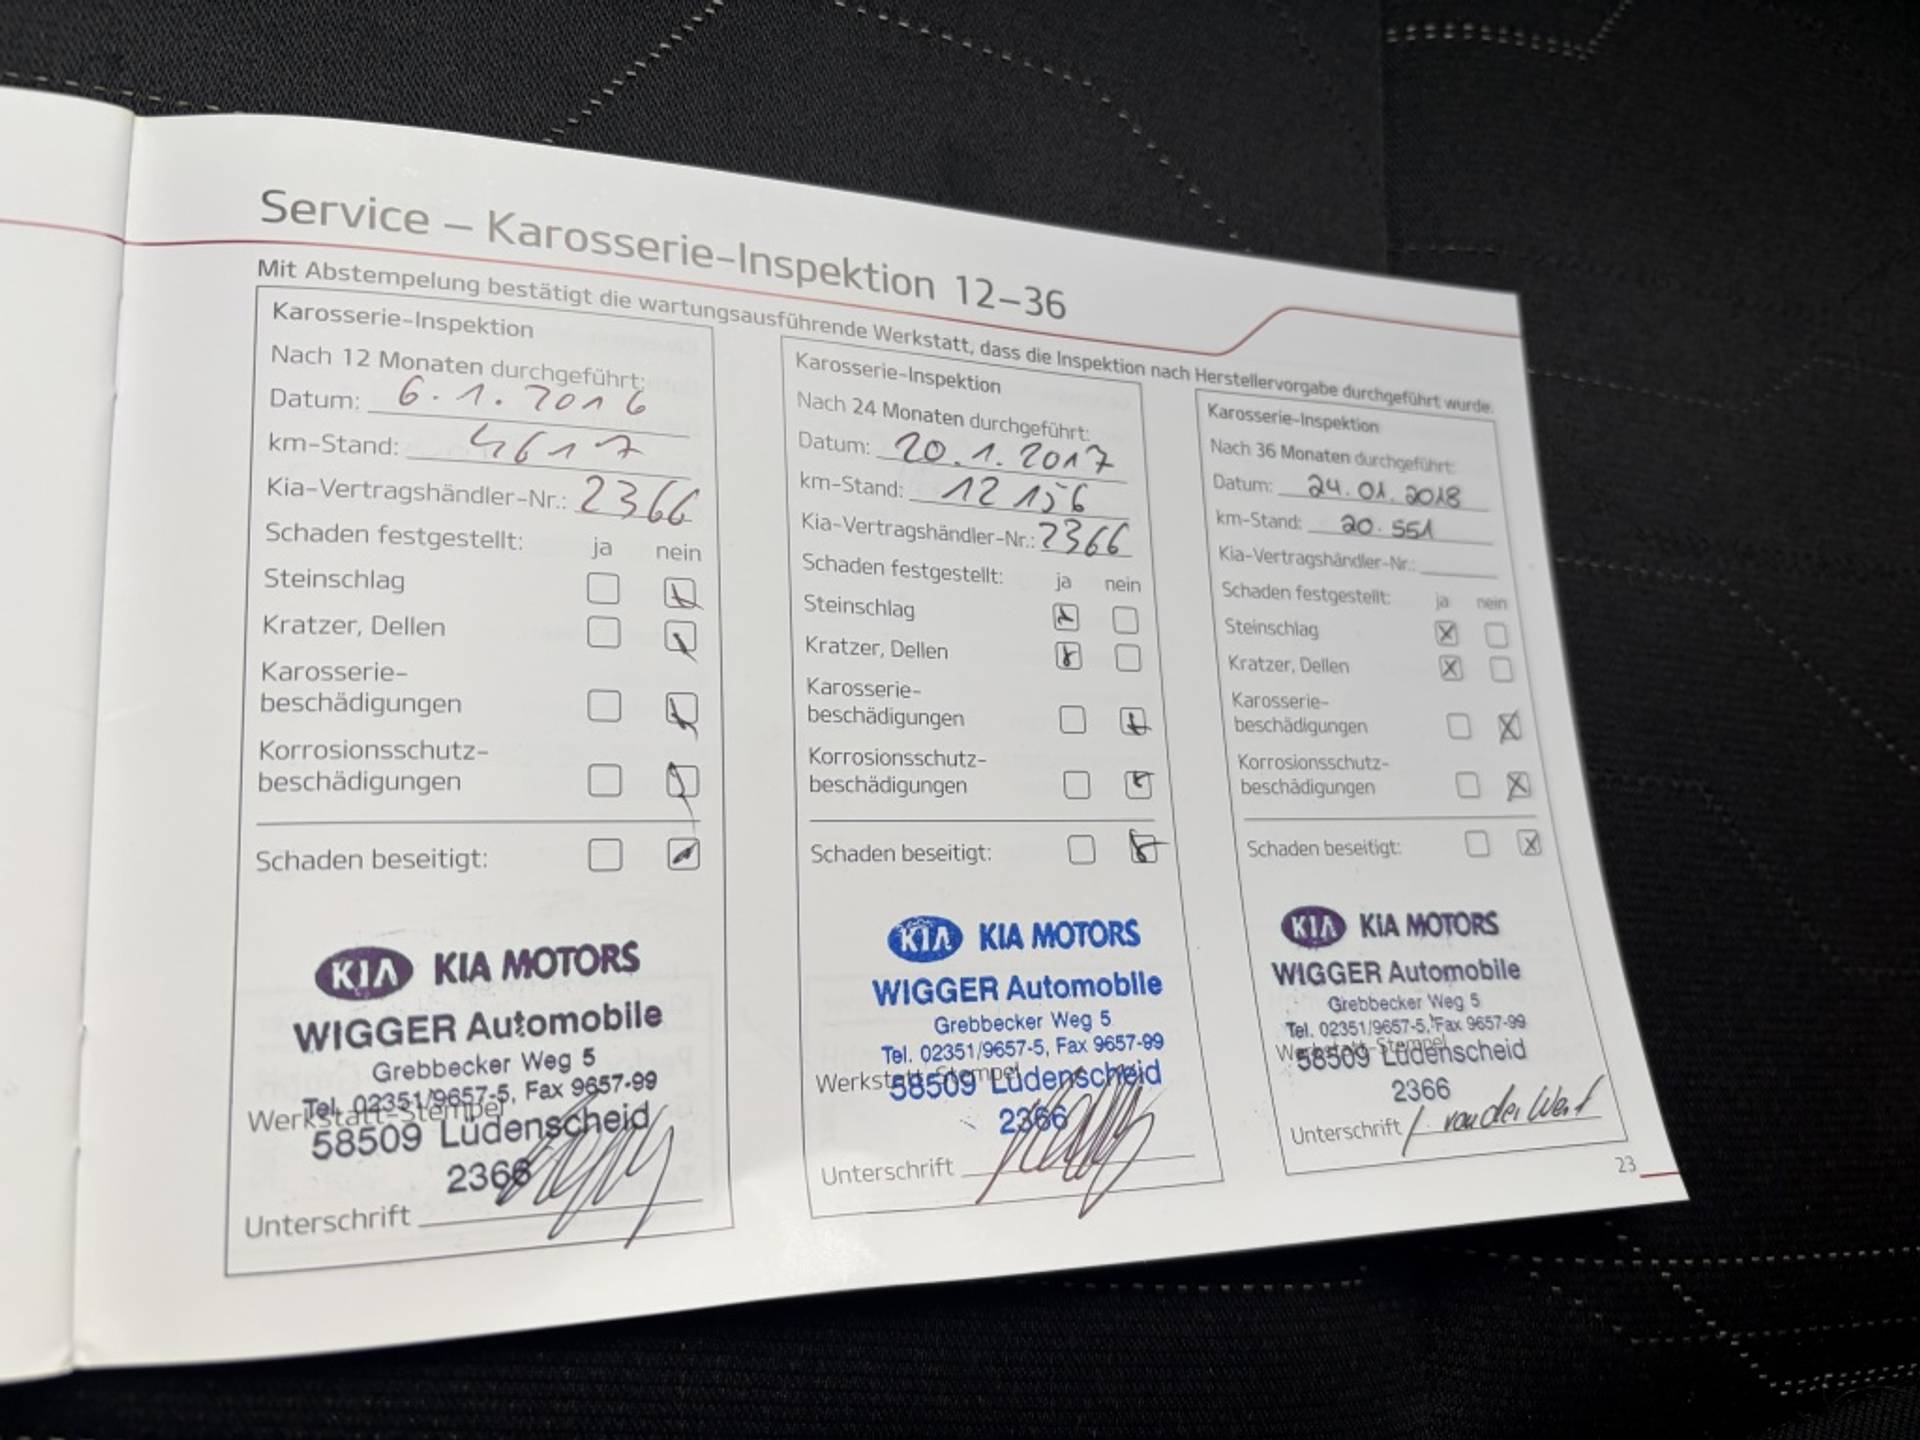 Service – Karosserie-Inspektion 12–36
Mit Abstempelung bestätigt die wartungsausführende Werkstatt, dass die Inspektion nach Herstellervorgabe durchgeführt wurde.
Karosserie-Inspektion
Nach 12 Monaten durchgeführt:
Datum: 6.1.2016
km-Stand: 4617
Kia-Vertragshändler-Nr.: 2366
Schaden festgestellt: ja nein
Steinschlag
Kratzer, Dellen
Karosserie-
beschädigungen
Korrosionsschutz-
beschädigungen
Schaden beseitigt:
KIA KIA MOTORS
WIGGER Automobile
Grebbecker Weg 5
Tel. 02351/9657-5, Fax 9657-99
Werkstatt-Stempel
58509 Lüdenscheid
2366
Unterschrift
Karosserie-Inspektion
Nach 24 Monaten durchgeführt:
Datum: 20.1.2017
km-Stand: 12156
Kia-Vertragshändler-Nr.: 2366
Schaden festgestellt: ja nein
Steinschlag
Kratzer, Dellen
Karosserie-
beschädigungen
Korrosionsschutz-
beschädigungen
Schaden beseitigt:
KIA KIA MOTORS
WIGGER Automobile
Grebbecker Weg 5
Tel. 02351/9657-5, Fax 9657-99
Werkstatt-Stempel
58509 Lüdenscheid
2366
Unterschrift
Karosserie-Inspektion
Nach 36 Monaten durchgeführt:
Datum: 24.01.2018
km-Stand: 20.551
Kia-Vertragshändler-Nr.:
Schaden festgestellt: ja nein
Steinschlag
Kratzer, Dellen
Karosserie-
beschädigungen
Korrosionsschutz-
beschädigungen
Schaden beseitigt:
KIA KIA MOTORS
WIGGER Automobile
Grebbecker Weg 5
Tel. 02351/9657-5, Fax 9657-99
Werkstatt-Stempel
58509 Lüdenscheid
2366
Unterschrift
23